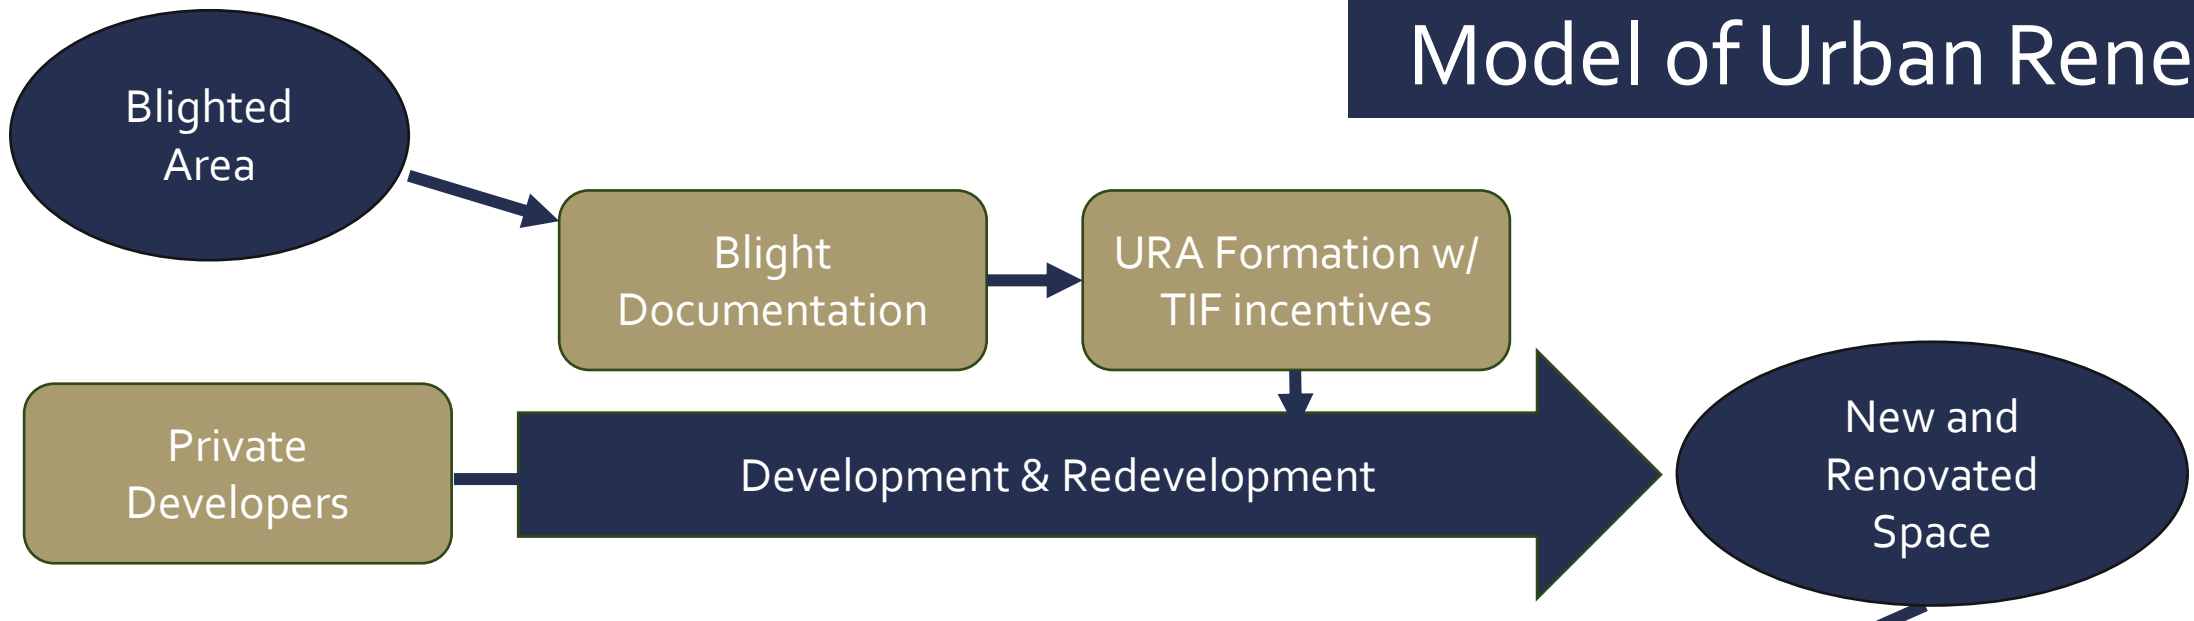 Model of Urban Rene
Blighted
Area
Blight
Documentation
URA Formation w/
TIF incentives
Private
Developers
Development & Redevelopment
New and
Renovated
Space